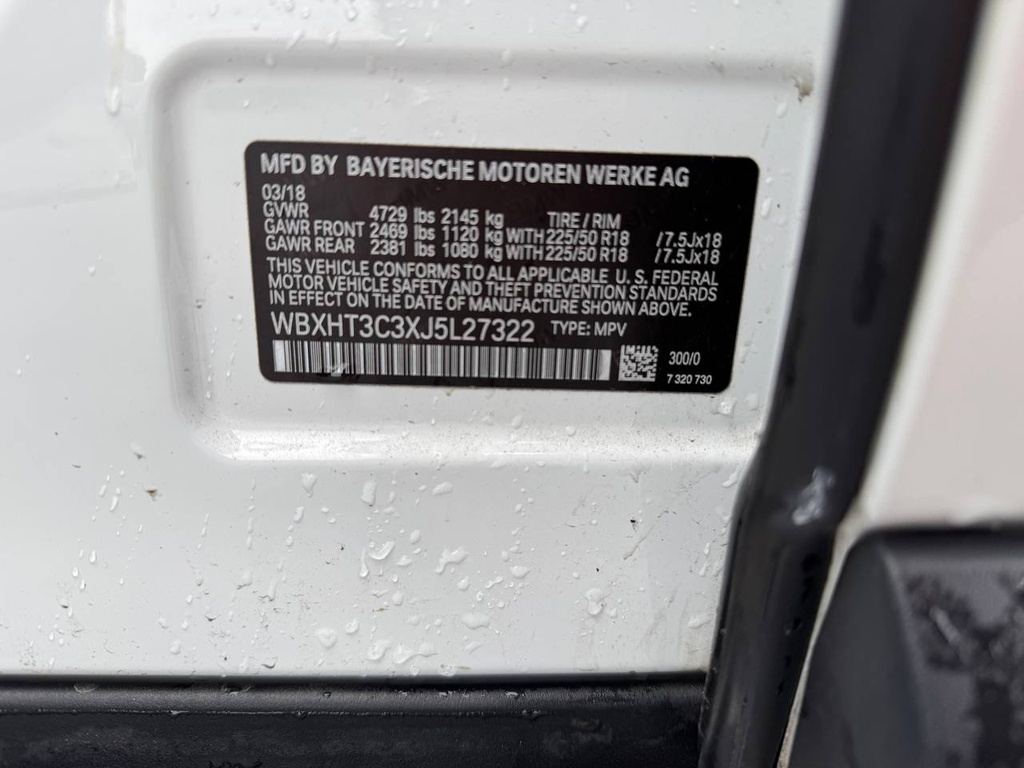 MFD BY BAYERISCHE MOTOREN WERKE AG
03/18
GVWR 4729 lbs 2145 kg TIRE / RIM
GAWR FRONT 2469 lbs 1120 kg WITH 225/50 R18 /7.5Jx18
GAWR REAR 2381 lbs 1080 kg WITH 225/50 R18 /7.5Jx18
THIS VEHICLE CONFORMS TO ALL APPLICABLE U. S. FEDERAL
MOTOR VEHICLE SAFETY AND THEFT PREVENTION STANDARDS
IN EFFECT ON THE DATE OF MANUFACTURE SHOWN ABOVE.
WBXHT3C3XJ5L27322 TYPE: MPV
300/0
7 320 730